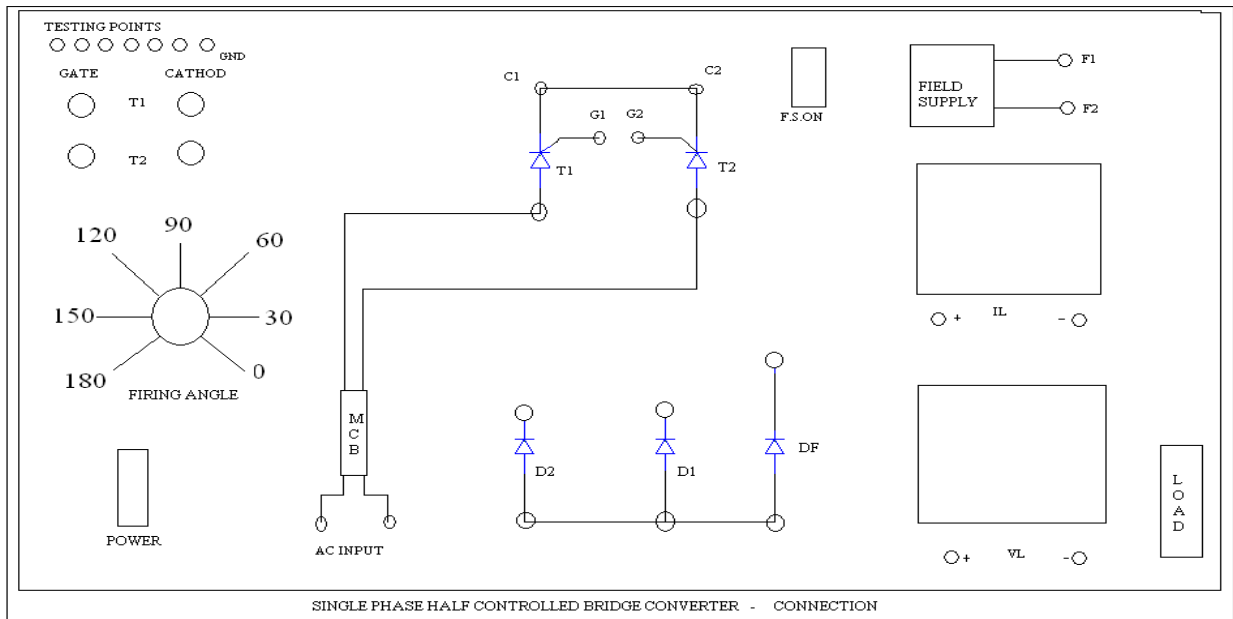 TESTING POINTS
GND
GATE CATHOD
T1
T2
C1 C2
G1 G2
T1 T2
F.S.ON
FIELD
SUPPLY
F1
F2
90
120 60
150 30
180 0
FIRING ANGLE
+ IL -
MCB
D2 D1 DF
POWER
AC INPUT
+ VL -
LOAD
SINGLE PHASE HALF CONTROLLED BRIDGE CONVERTER - CONNECTION